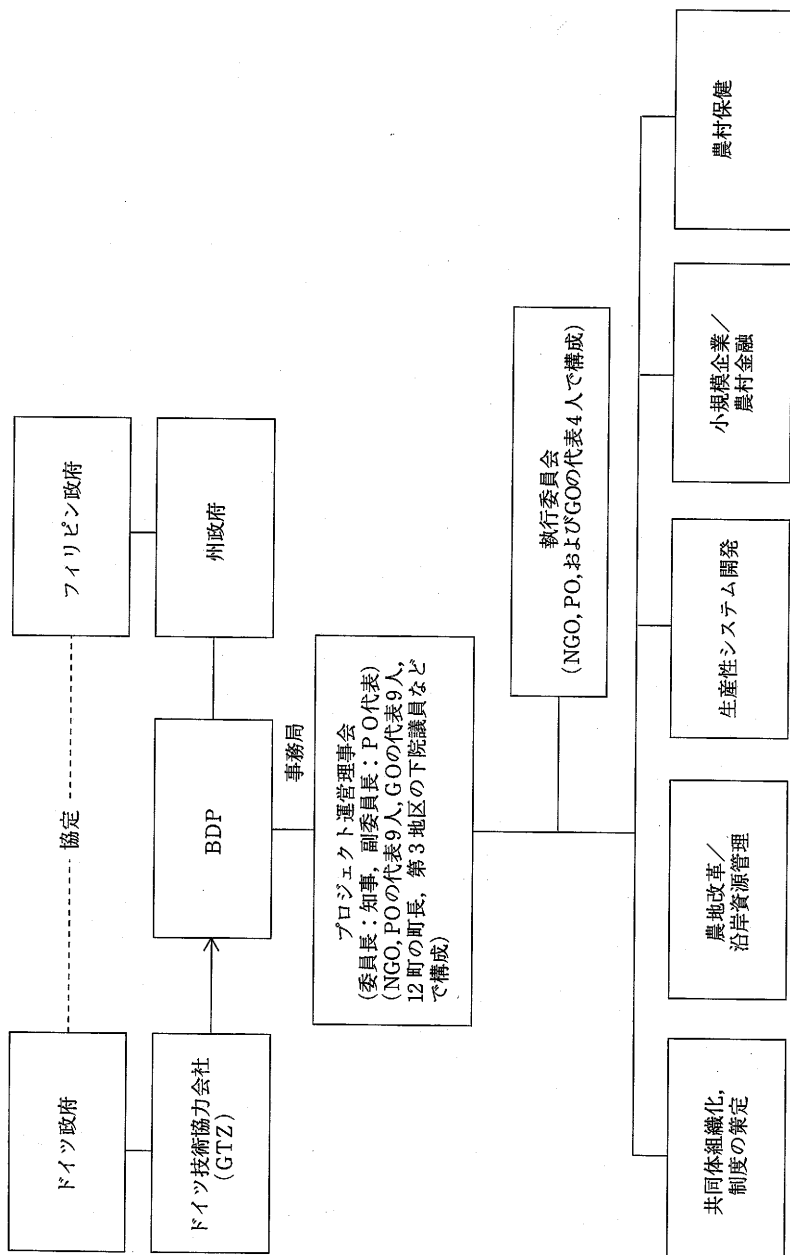 ドイツ政府
協定
フィリピン政府
ドイツ技術協力会社
(GTZ)
BDP
州政府
事務局
プロジェクト運営理事会
(委員長：知事，副委員長：PO代表)
(NGO, POの代表9人, GOの代表9人,
12町の町長，第3地区の下院議員など
で構成)
執行委員会
(NGO, PO, およびGOの代表4人で構成)
共同体組織化，
制度の策定
農地改革／
沿岸資源管理
生産性システム開発
小規模企業／
農村金融
農村保健